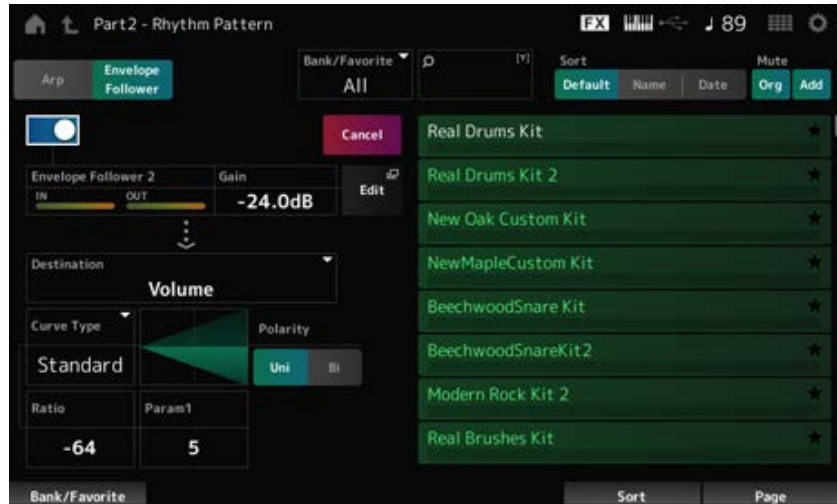 Part2 - Rhythm Pattern
FX
♩ 89
Arp
Envelope
Follower
Bank/Favorite
All
Sort
Default Name Date
Mute
Org Add
Cancel
Envelope Follower 2
IN OUT
Gain
-24.0dB
Edit
Destination
Volume
Curve Type
Standard
Polarity
Uni Bi
Ratio
-64
Param1
5
Real Drums Kit
Real Drums Kit 2
New Oak Custom Kit
NewMapleCustom Kit
BeechwoodSnare Kit
BeechwoodSnareKit2
Modern Rock Kit 2
Real Brushes Kit
Bank/Favorite
Sort
Page